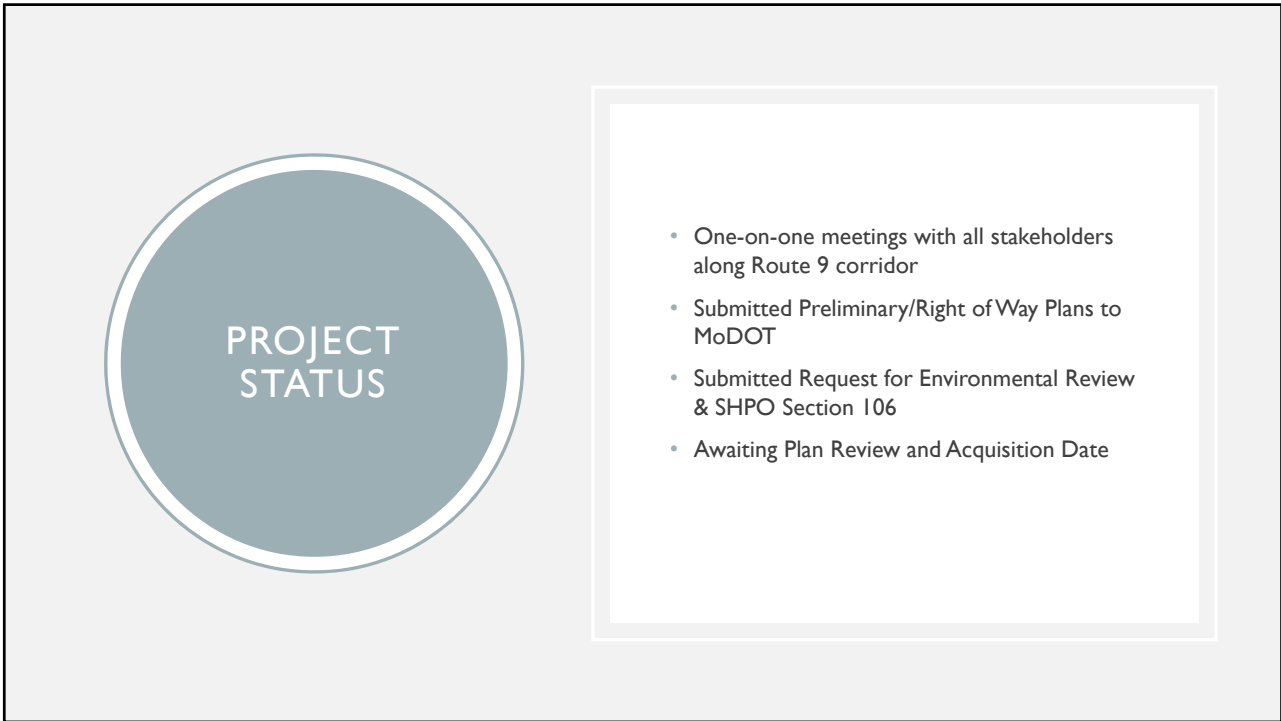 PROJECT
STATUS
• One-on-one meetings with all stakeholders
along Route 9 corridor
• Submitted Preliminary/Right of Way Plans to
MoDOT
• Submitted Request for Environmental Review
& SHPO Section 106
• Awaiting Plan Review and Acquisition Date